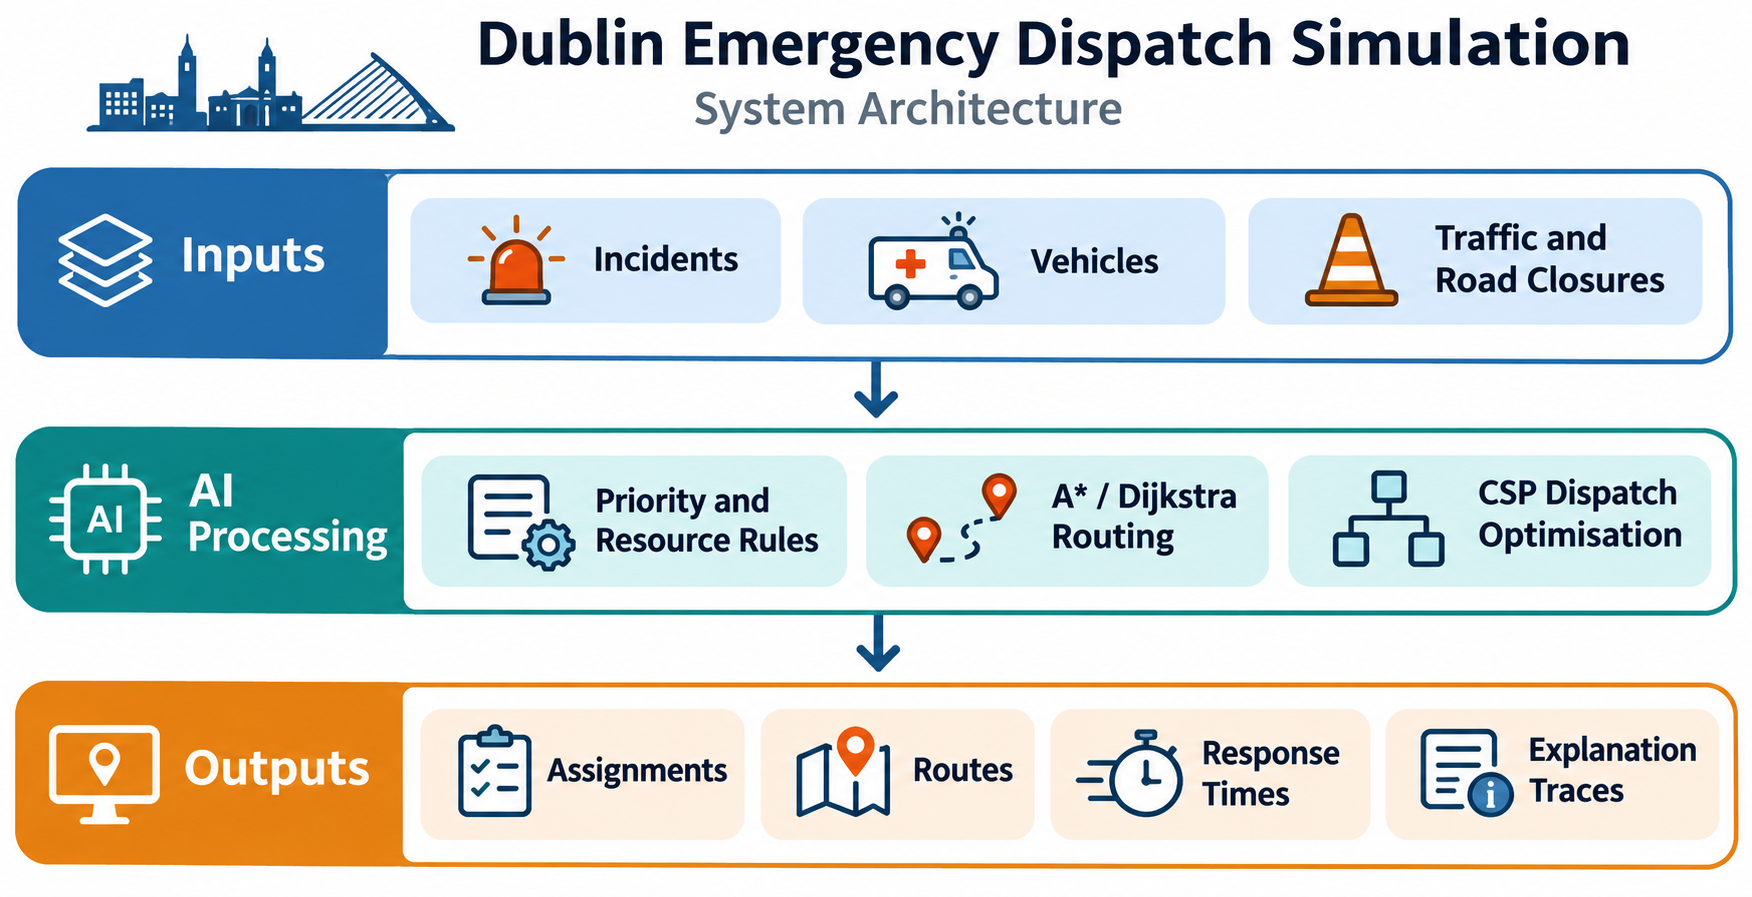 Dublin Emergency Dispatch Simulation
System Architecture
Inputs
Incidents
Vehicles
Traffic and
Road Closures
AI
AI
Processing
Priority and
Resource Rules
A* / Dijkstra
Routing
CSP Dispatch
Optimisation
Outputs
Assignments
Routes
Response
Times
i
Explanation
Traces